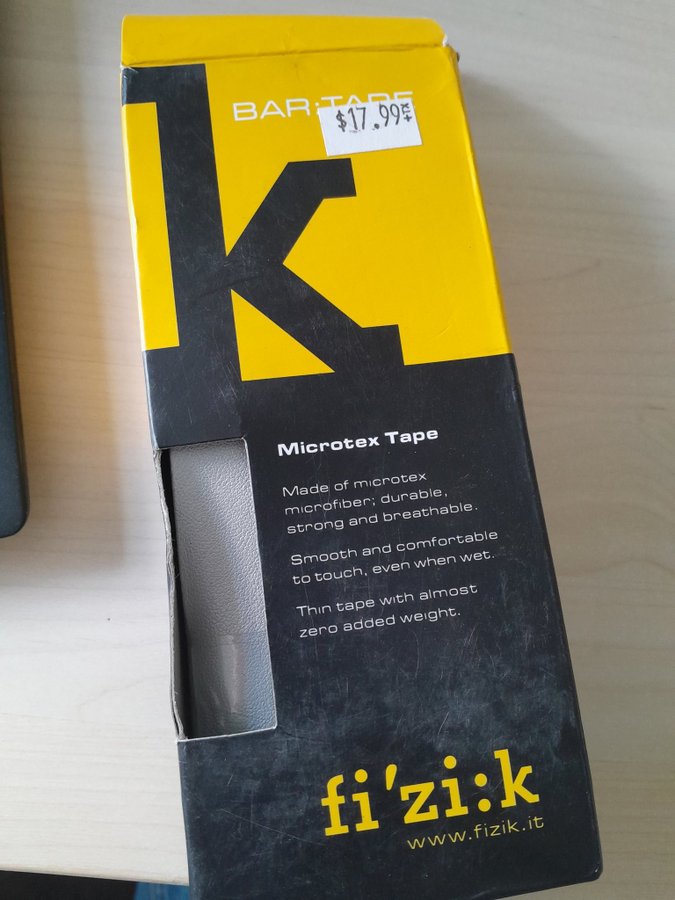 BAR:TAPE
$17.99
k
Microtex Tape
Made of microtex
microfiber; durable,
strong and breathable.
Smooth and comfortable
to touch, even when wet.
Thin tape with almost
zero added weight.
fi'zi:k
www.fizik.it